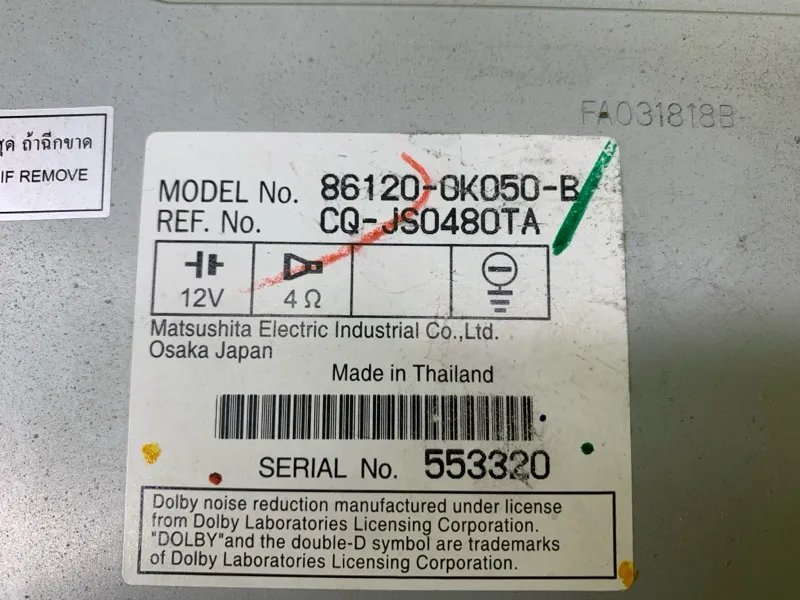 FA031818B
สุด ถ้าฉีกขาด
IF REMOVE
MODEL No. 86120-0K050-B
REF. No. CQ-JS0480TA
12V
4 Ω
Matsushita Electric Industrial Co.,Ltd.
Osaka Japan
Made in Thailand
SERIAL No. 553320
Dolby noise reduction manufactured under license
from Dolby Laboratories Licensing Corporation.
"DOLBY"and the double-D symbol are trademarks
of Dolby Laboratories Licensing Corporation.